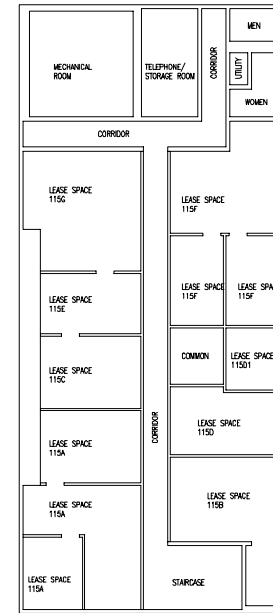 MEN
MECHANICAL
ROOM
TELEPHONE/
STORAGE ROOM
CORRIDOR
UTILITY
WOMEN
CORRIDOR
LEASE SPACE
115G
LEASE SPACE
115F
LEASE SPACE
115F
LEASE SPA
115F
LEASE SPACE
115E
LEASE SPACE
115C
COMMON
LEASE SPACE
115D1
CORRIDOR
LEASE SPACE
115D
LEASE SPACE
115A
LEASE SPACE
115B
LEASE SPACE
115A
LEASE SPACE
115A
STAIRCASE